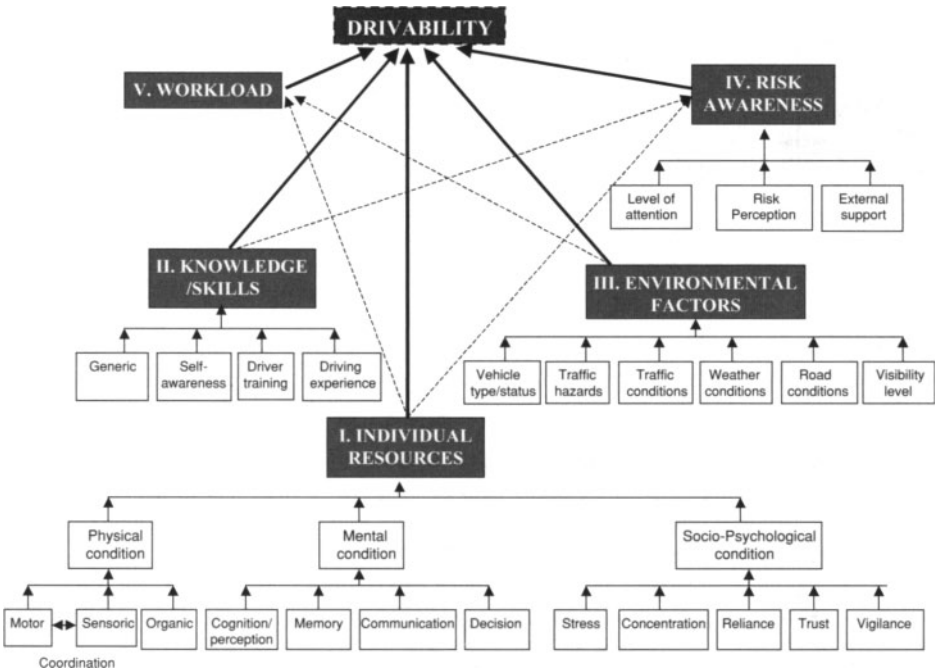 DRIVABILITY
V. WORKLOAD
IV. RISK
AWARENESS
Level of
attention
Risk
Perception
External
support
II. KNOWLEDGE
/SKILLS
III. ENVIRONMENTAL
FACTORS
Generic
Self-
awareness
Driver
training
Driving
experience
Vehicle
type/status
Traffic
hazards
Traffic
conditions
Weather
conditions
Road
conditions
Visibility
level
I. INDIVIDUAL
RESOURCES
Physical
condition
Mental
condition
Socio-Psychological
condition
Motor
Sensoric
Organic
Cognition/
perception
Memory
Communication
Decision
Stress
Concentration
Reliance
Trust
Vigilance
Coordination